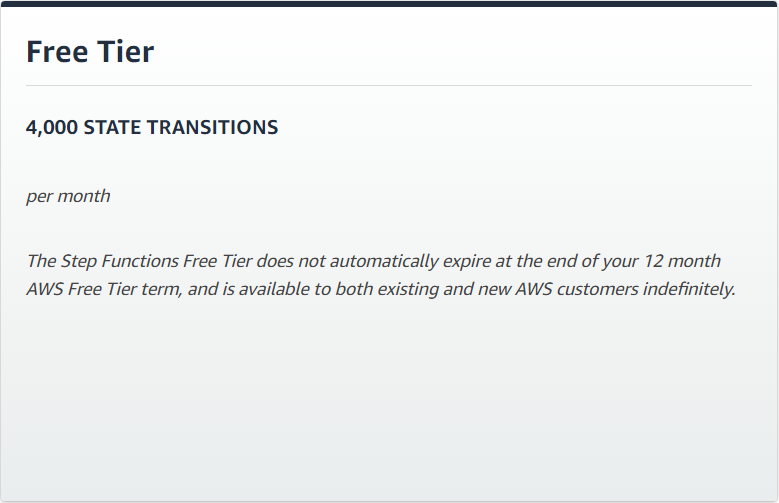 Free Tier
4,000 STATE TRANSITIONS
per month
The Step Functions Free Tier does not automatically expire at the end of your 12 month
AWS Free Tier term, and is available to both existing and new AWS customers indefinitely.